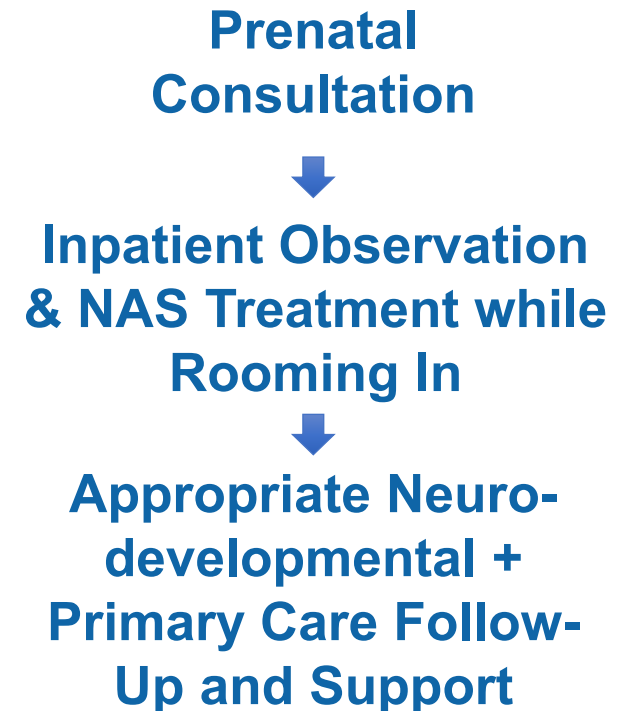 Prenatal
Consultation
Inpatient Observation
& NAS Treatment while
Rooming In
Appropriate Neuro-
developmental +
Primary Care Follow-
Up and Support